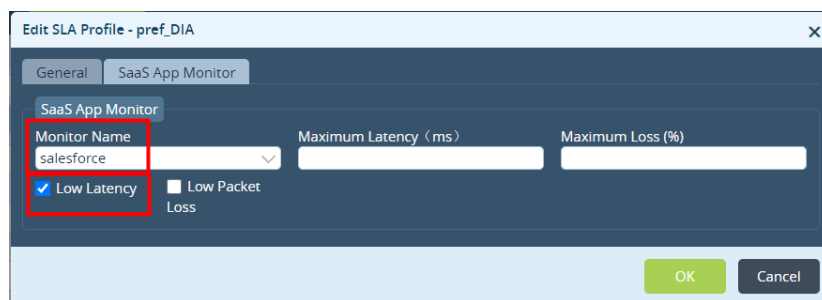 Edit SLA Profile - pref_DIA
General SaaS App Monitor
SaaS App Monitor
Monitor Name Maximum Latency（ms） Maximum Loss (%)
salesforce
Low Latency Low Packet
Loss
OK Cancel